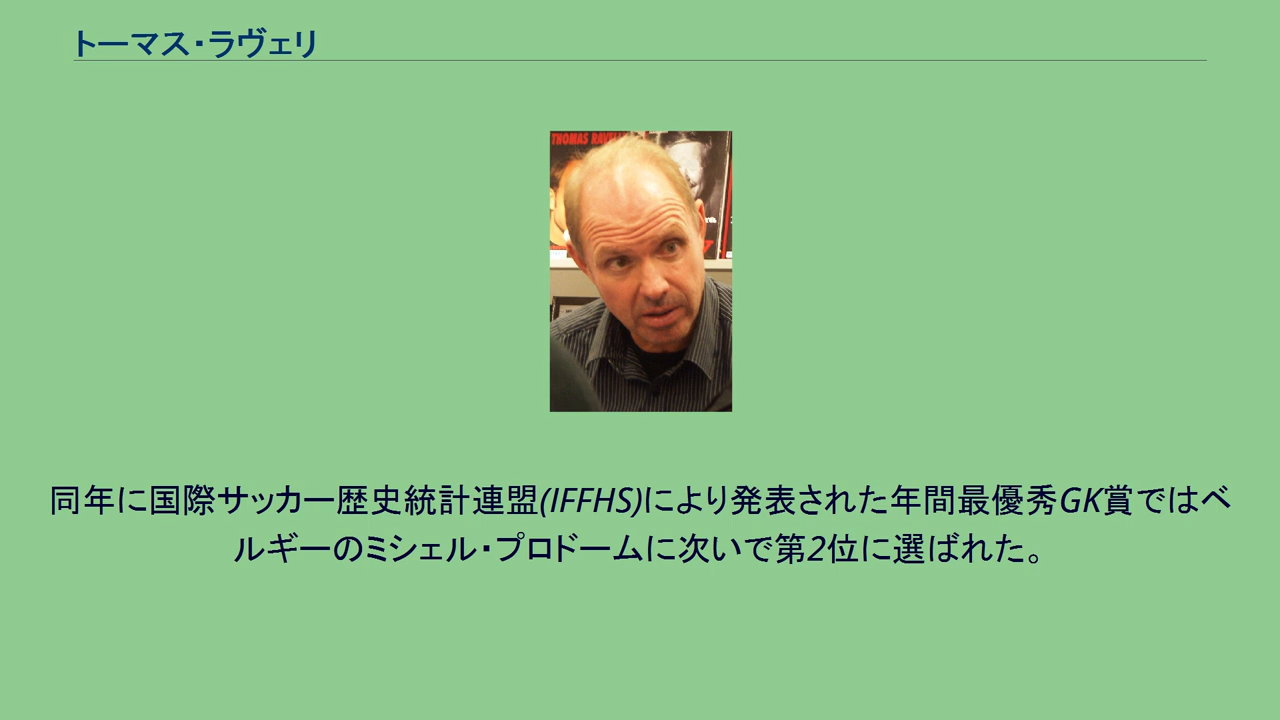 トーマス・ラヴェリ
THOMAS RAVEL
同年に国際サッカー歴史統計連盟(IFFHS)により発表された年間最優秀GK賞ではベ
ルギーのミシェル・プロドームに次いで第2位に選ばれた。